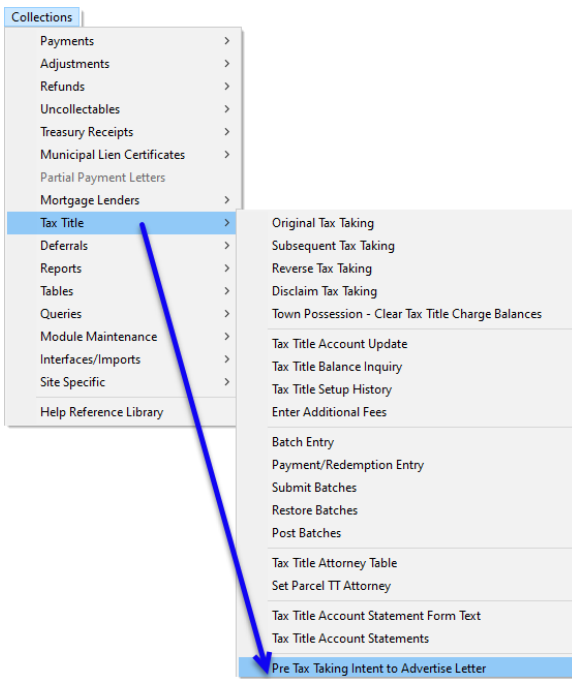 Collections
Payments
Adjustments
Refunds
Uncollectables
Treasury Receipts
Municipal Lien Certificates
Partial Payment Letters
Mortgage Lenders
Tax Title
Deferrals
Reports
Tables
Queries
Module Maintenance
Interfaces/Imports
Site Specific
Help Reference Library
Original Tax Taking
Subsequent Tax Taking
Reverse Tax Taking
Disclaim Tax Taking
Town Possession - Clear Tax Title Charge Balances
Tax Title Account Update
Tax Title Balance Inquiry
Tax Title Setup History
Enter Additional Fees
Batch Entry
Payment/Redemption Entry
Submit Batches
Restore Batches
Post Batches
Tax Title Attorney Table
Set Parcel TT Attorney
Tax Title Account Statement Form Text
Tax Title Account Statements
Pre Tax Taking Intent to Advertise Letter